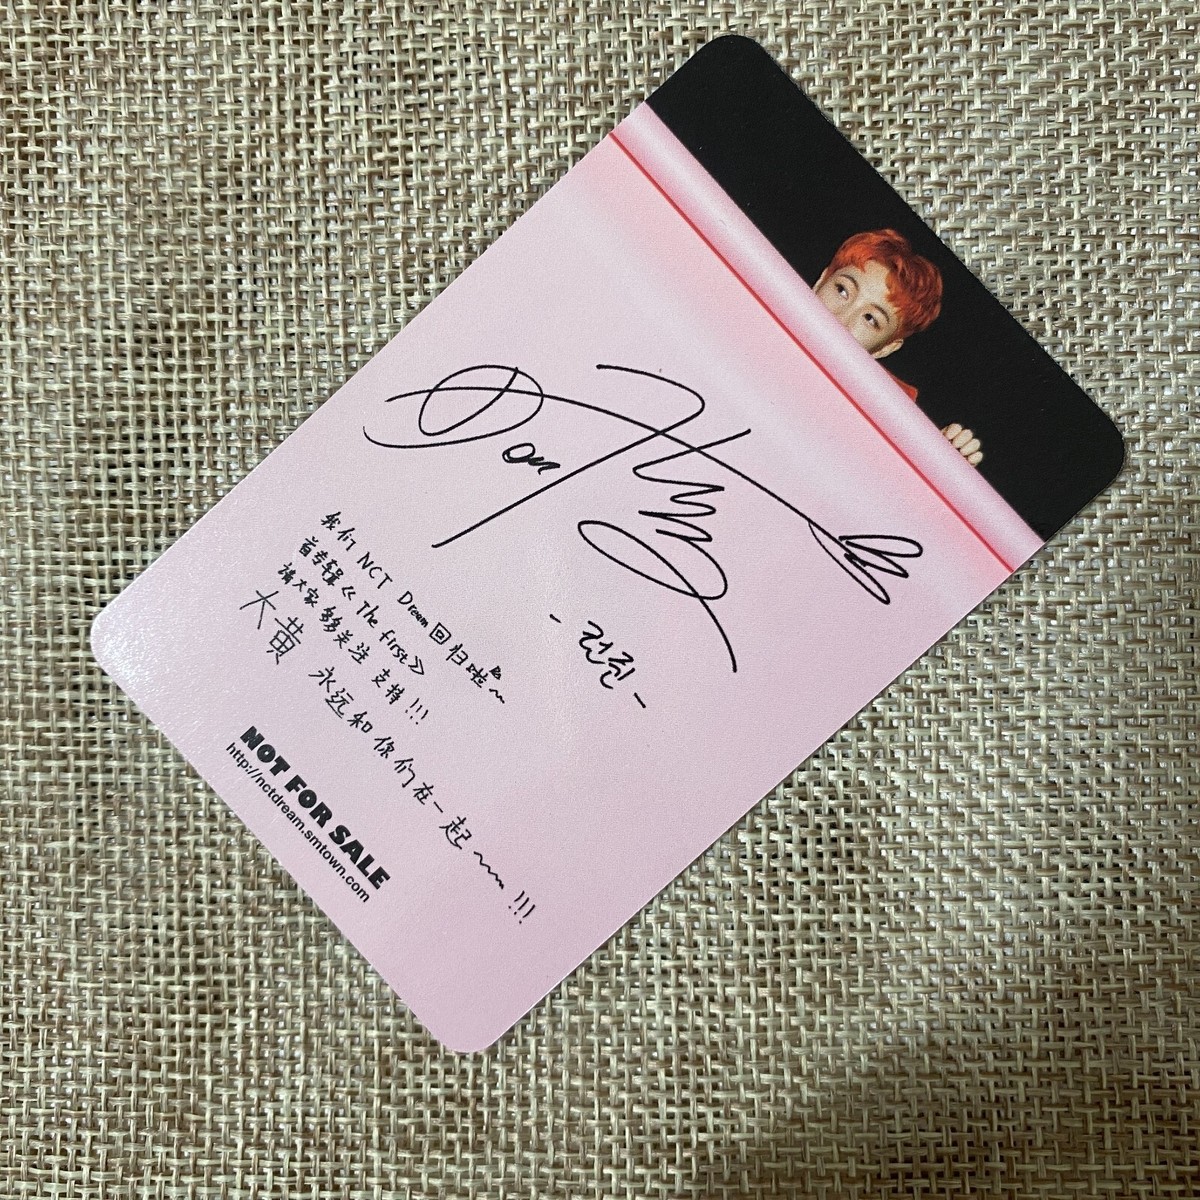 -런쥔-
我们 NCT Dream 回归啦~
首专辑《The first》
请大家多多关注 支持!!!
大黄 永远和你们在一起~!!!
NOT FOR SALE
http://nctdream.smtown.com